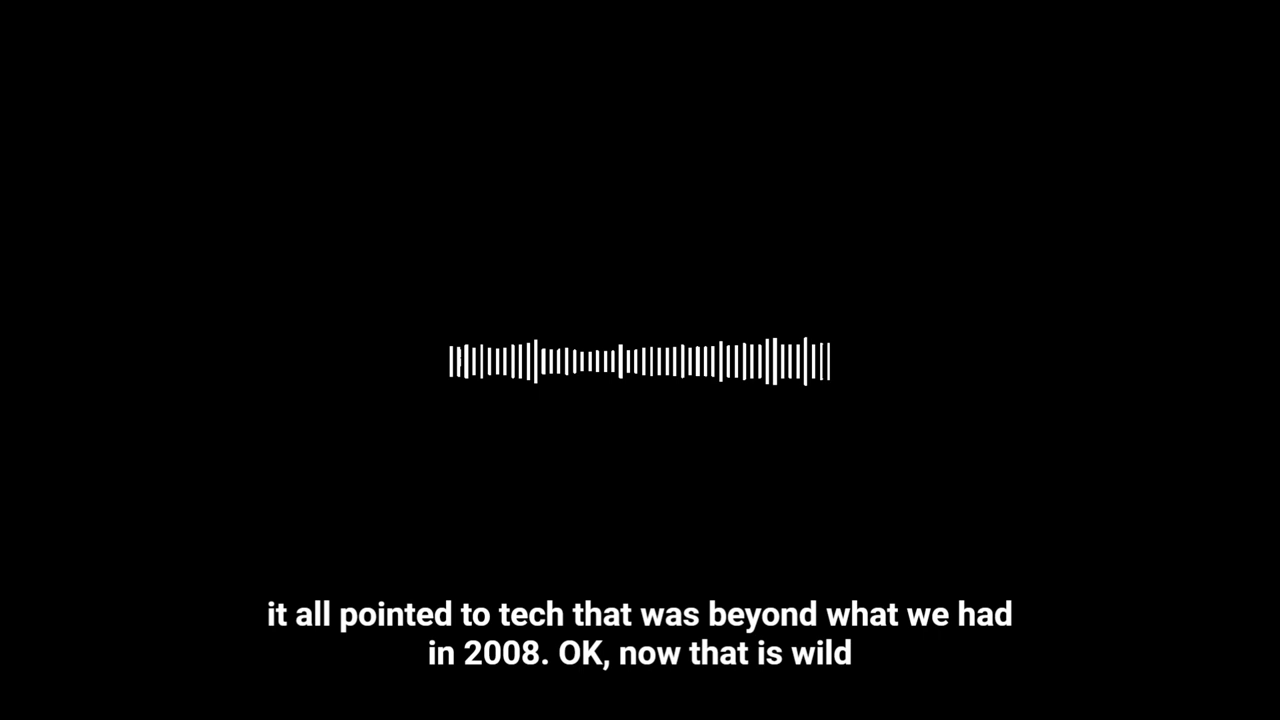 it all pointed to tech that was beyond what we had
in 2008. OK, now that is wild